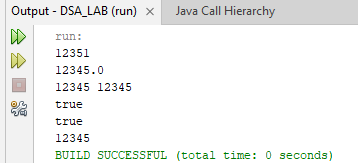 Output - DSA_LAB (run) × Java Call Hierarchy
run:
12351
12345.0
12345 12345
true
true
12345
BUILD SUCCESSFUL (total time: 0 seconds)